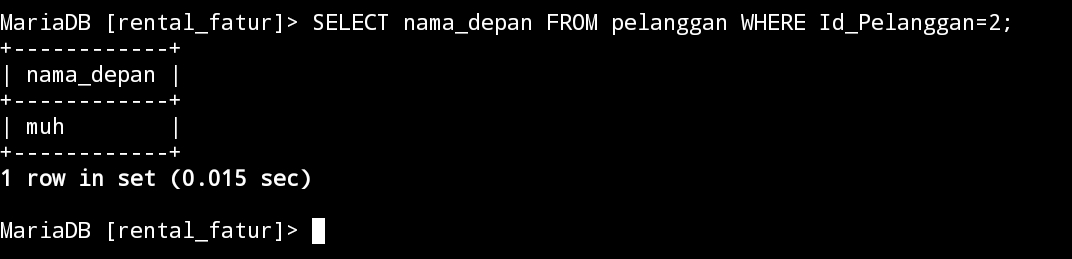 MariaDB [rental_fatur]> SELECT nama_depan FROM pelanggan WHERE Id_Pelanggan=2;
+------------+
| nama_depan |
+------------+
| muh        |
+------------+
1 row in set (0.015 sec)
MariaDB [rental_fatur]>